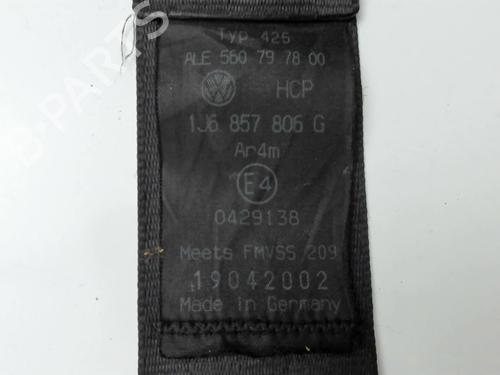 Typ 426
ALE 560 79 78 00
HCP
1J6 857 806 G
Ar4m
E4
0429138
Meets FMVSS 209
19042002
Made in Germany